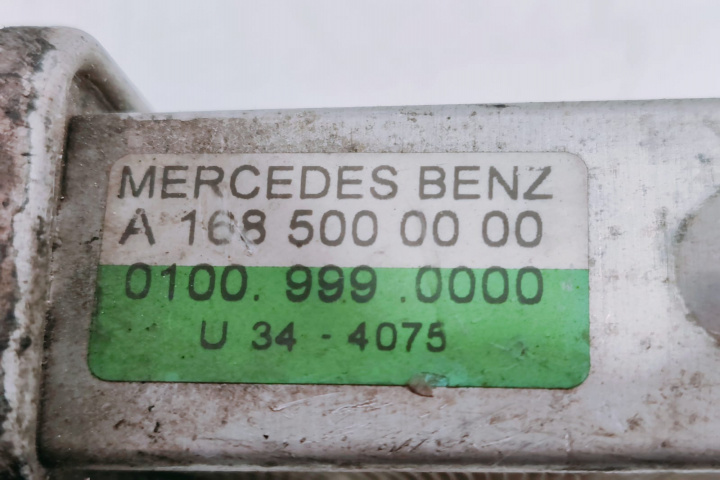 MERCEDES BENZ
A 168 500 00 00
0100. 999 .0000
U 34 - 4075